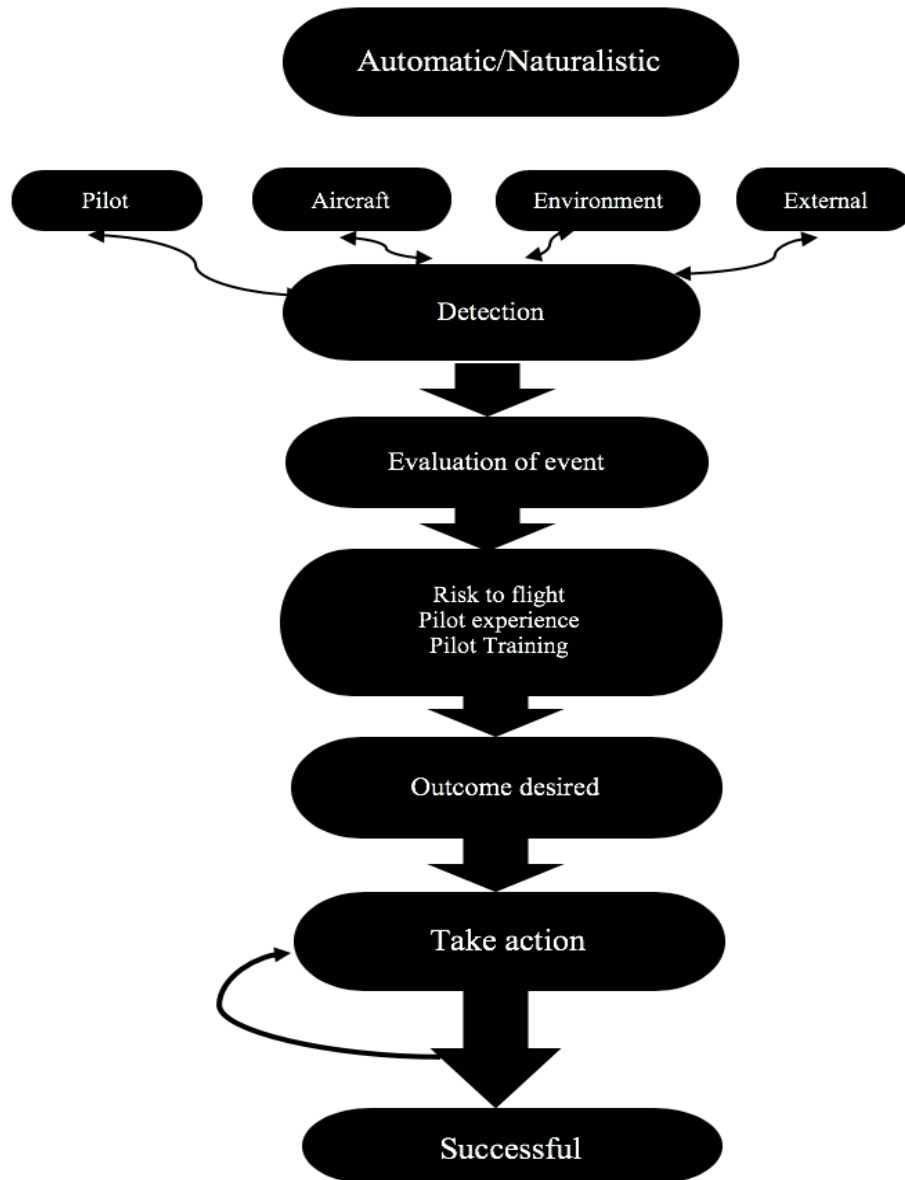 Automatic/Naturalistic
Pilot
Aircraft
Environment
External
Detection
Evaluation of event
Risk to flight
Pilot experience
Pilot Training
Outcome desired
Take action
Successful